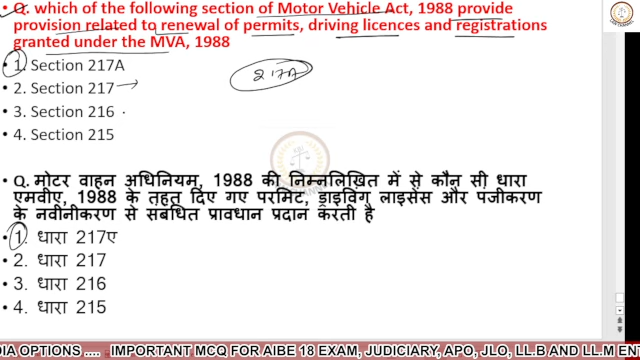 Q. which of the following section of Motor Vehicle Act, 1988 provide
provision related to renewal of permits, driving licences and registrations
granted under the MVA, 1988
• 1. Section 217A
217A
• 2. Section 217
• 3. Section 216
• 4. Section 215
Q. मोटर वाहन अधिनियम, 1988 की निम्नलिखित में से कौन सी धारा
एमवीए, 1988 के तहत दिए गए परमिट, ड्राइविंग लाइसेंस और पंजीकरण
के नवीनीकरण से संबंधित प्रावधान प्रदान करती है
• 1. धारा 217ए
• 2. धारा 217
• 3. धारा 216
• 4. धारा 215
DIA OPTIONS .... IMPORTANT MCQ FOR AIBE 18 EXAM, JUDICIARY, APO, JLO, LL.B AND LL.M ENT